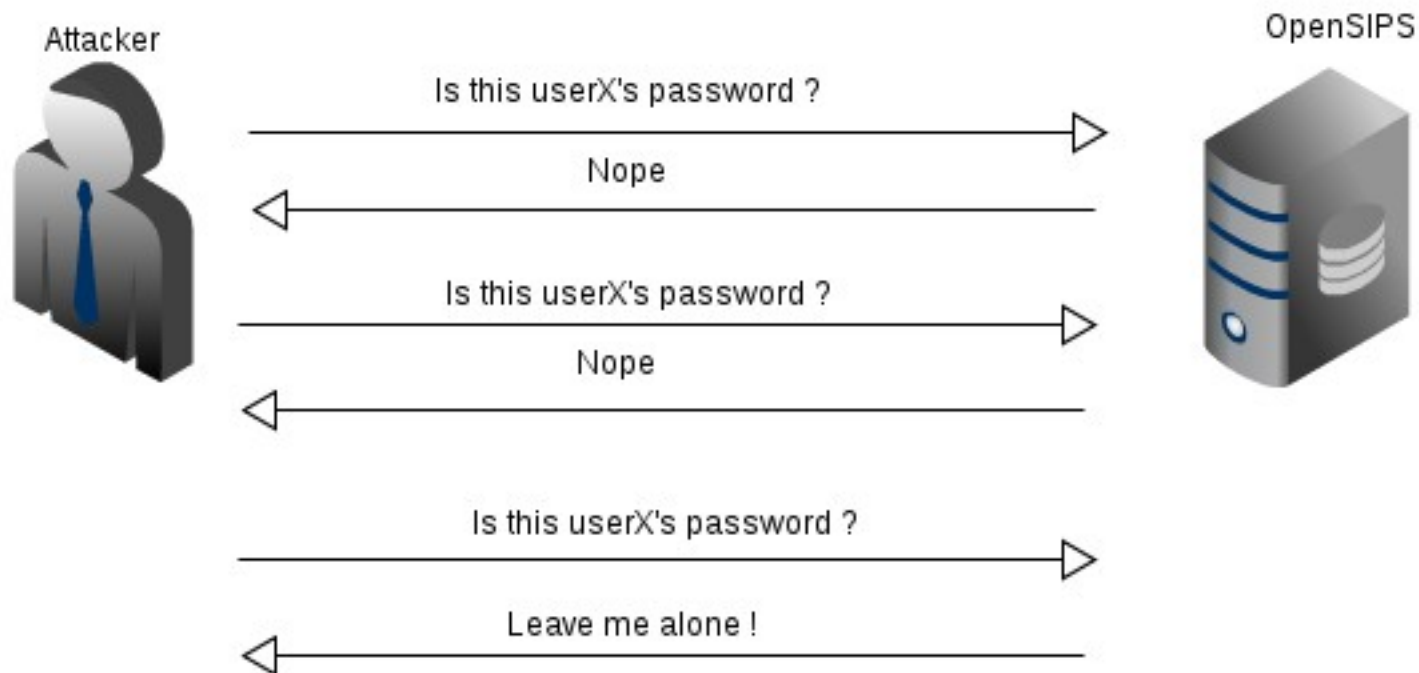 Attacker
OpenSIPS
Is this userX's password ?
Nope
Is this userX's password ?
Nope
Is this userX's password ?
Leave me alone !